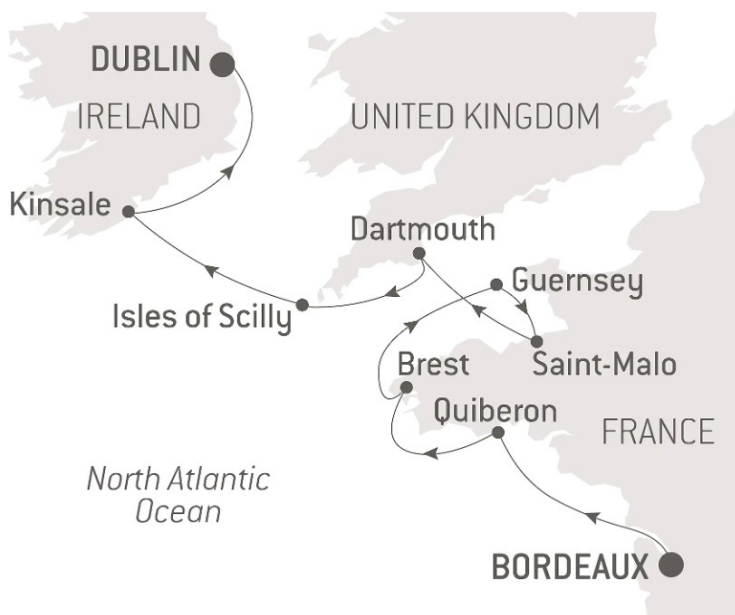 DUBLIN
IRELAND
UNITED KINGDOM
Kinsale
Dartmouth
Guernsey
Isles of Scilly
Brest
Saint-Malo
Quiberon
FRANCE
North Atlantic
Ocean
BORDEAUX